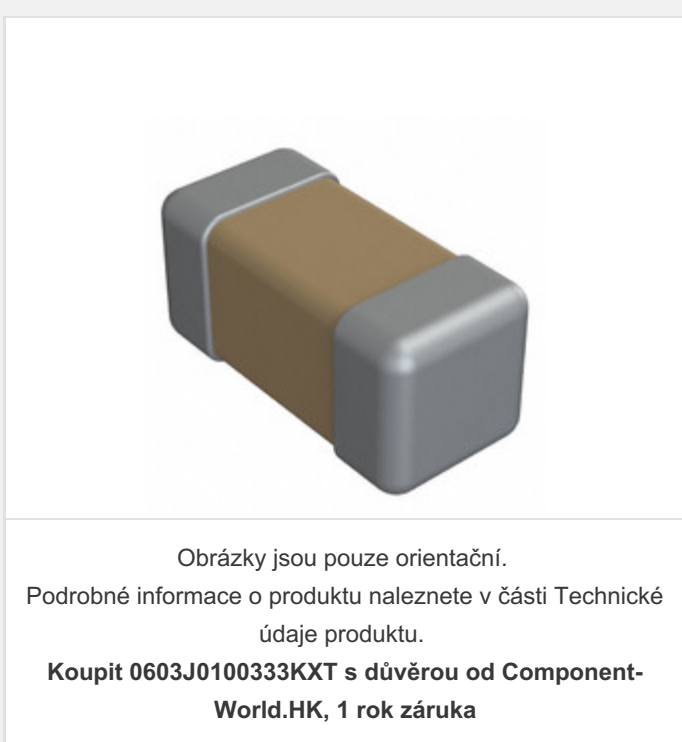 Obrázky jsou pouze orientační.
Podrobné informace o produktu naleznete v části Technické
údaje produktu.
Koupit 0603J0100333KXT s důvěrou od Component-
World.HK, 1 rok záruka